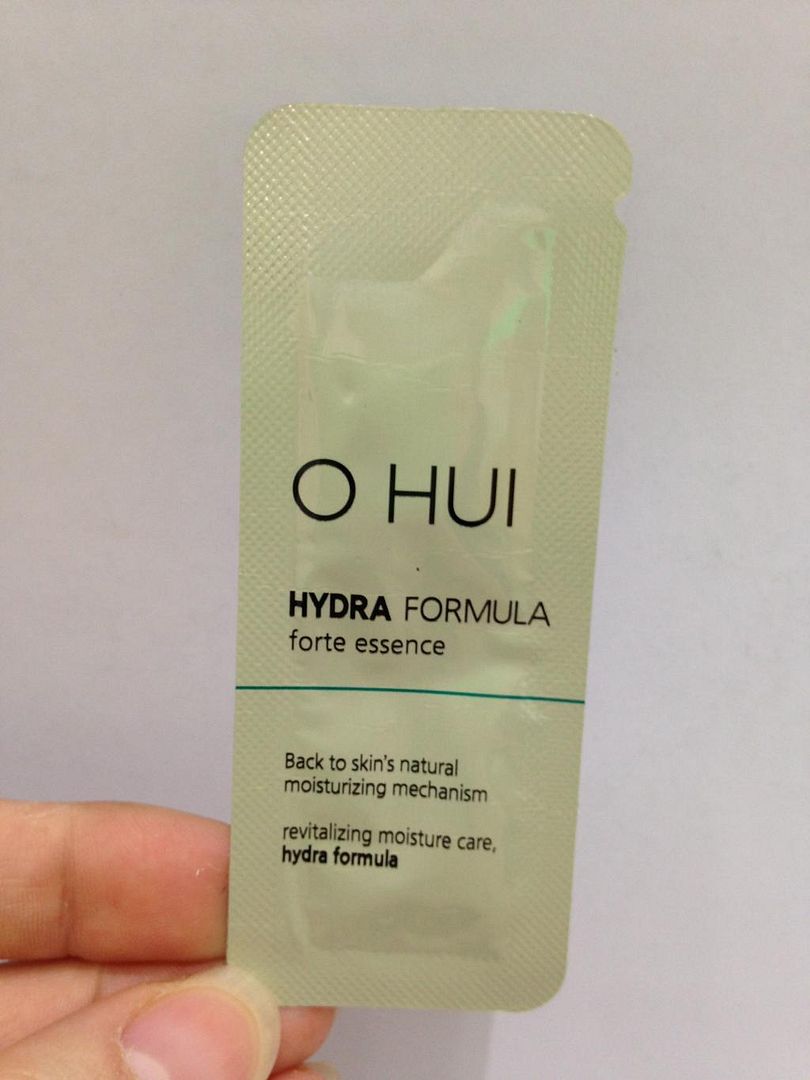 O HUI
HYDRA FORMULA
forte essence
Back to skin's natural
moisturizing mechanism
revitalizing moisture care,
hydra formula